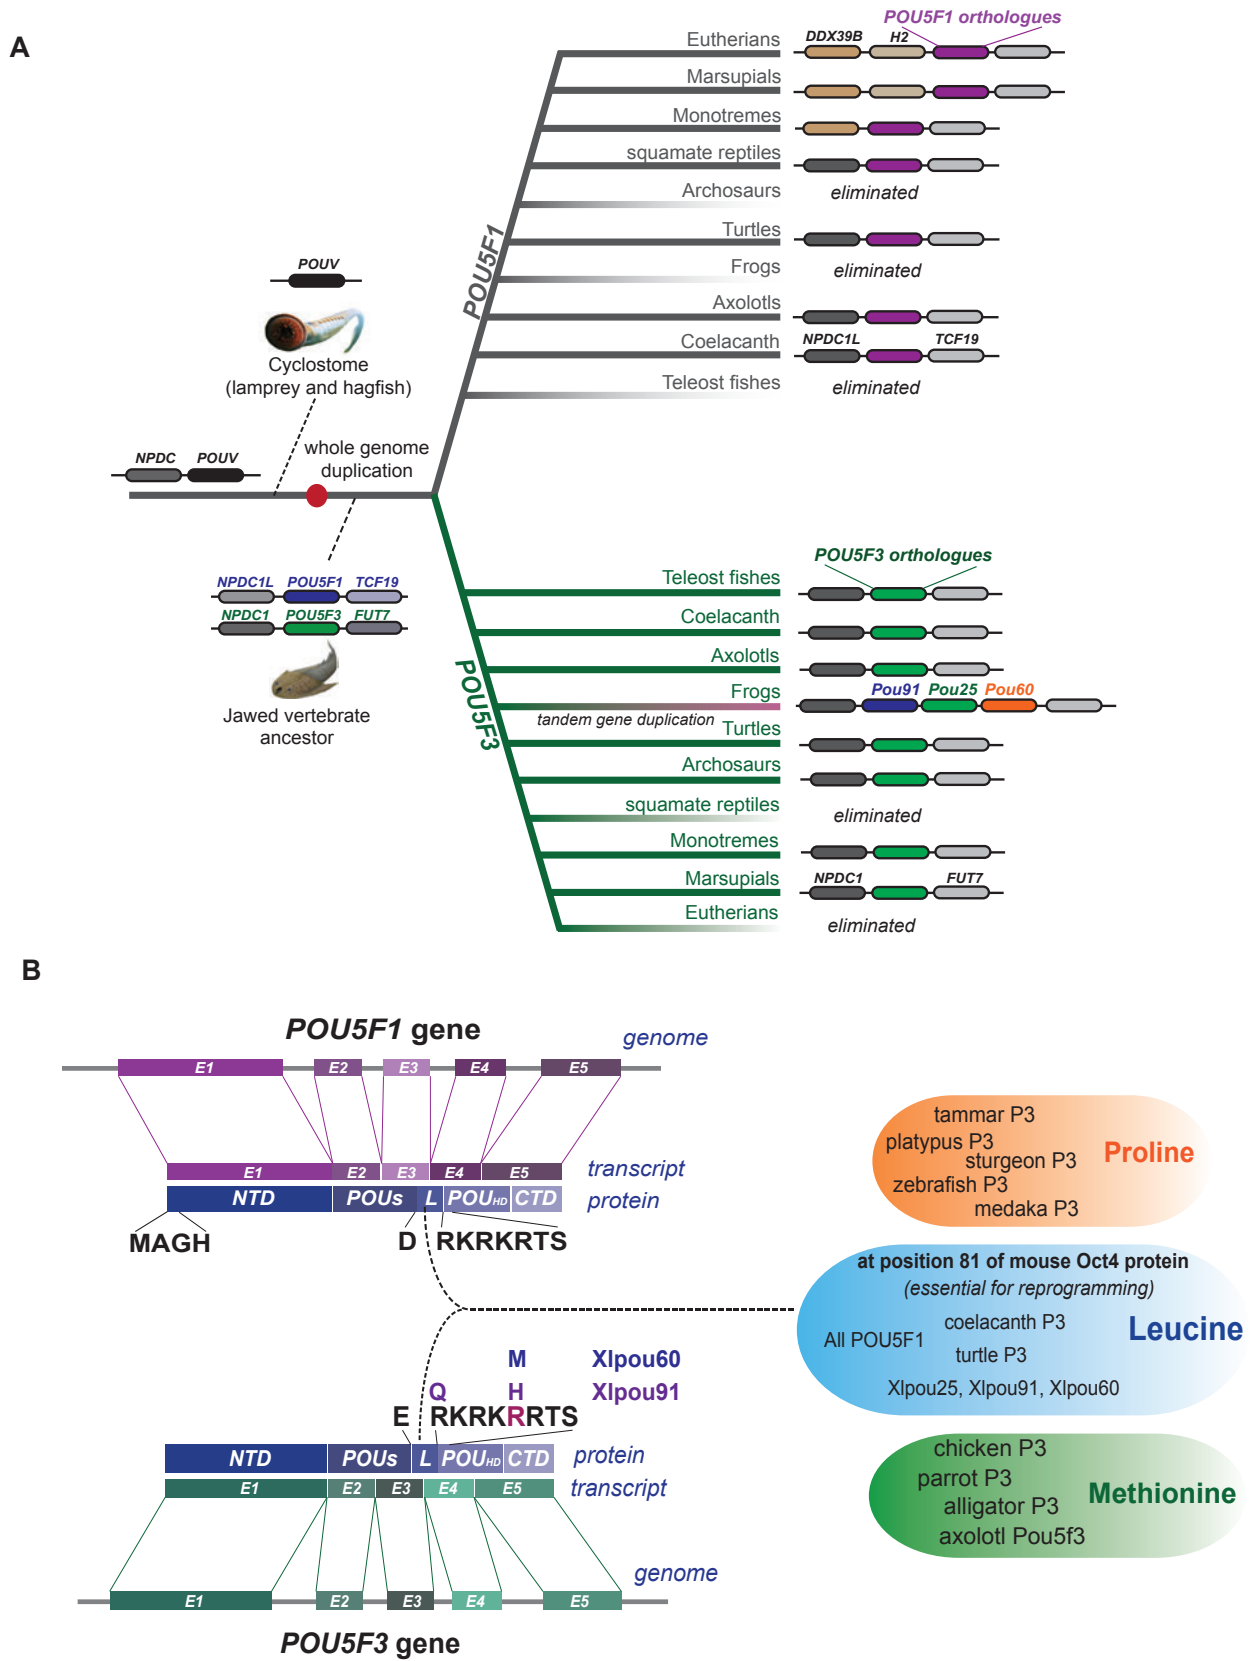 A
POU5F1 orthologues
Eutherians
DDX39B
H2
Marsupials
Monotremes
squamate reptiles
Archosaurs
eliminated
Turtles
Frogs
eliminated
Axolotls
Coelacanth
NPDC1L
TCF19
Teleost fishes
eliminated
POU5F1
POUV
Cyclostome
(lamprey and hagfish)
NPDC
POUV
whole genome
duplication
NPDC1L
POU5F1
TCF19
NPDC1
POU5F3
FUT7
Jawed vertebrate
ancestor
POU5F3
POU5F3 orthologues
Teleost fishes
Coelacanth
Axolotls
Frogs
Pou91
Pou25
Pou60
tandem gene duplication
Turtles
Archosaurs
squamate reptiles
eliminated
Monotremes
Marsupials
NPDC1
FUT7
Eutherians
eliminated
B
POU5F1 gene
genome
E1 E2 E3 E4 E5
E1 E2 E3 E4 E5
transcript
NTD POUs L POUHD CTD
protein
MAGH
D
RKRKRTS
M Xlpou60
Q H Xlpou91
E RKRKRRTS
NTD POUs L POUHD CTD
protein
E1 E2 E3 E4 E5
transcript
genome
E1 E2 E3 E4 E5
POU5F3 gene
tammar P3
platypus P3
sturgeon P3
zebrafish P3
medaka P3
Proline
at position 81 of mouse Oct4 protein
(essential for reprogramming)
coelacanth P3
All POU5F1
turtle P3
Xlpou25, Xlpou91, Xlpou60
Leucine
chicken P3
parrot P3
alligator P3
axolotl Pou5f3
Methionine